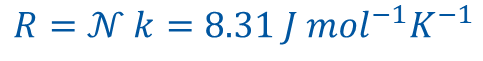 R = 𝒩 k = 8.31 J mol⁻¹K⁻¹